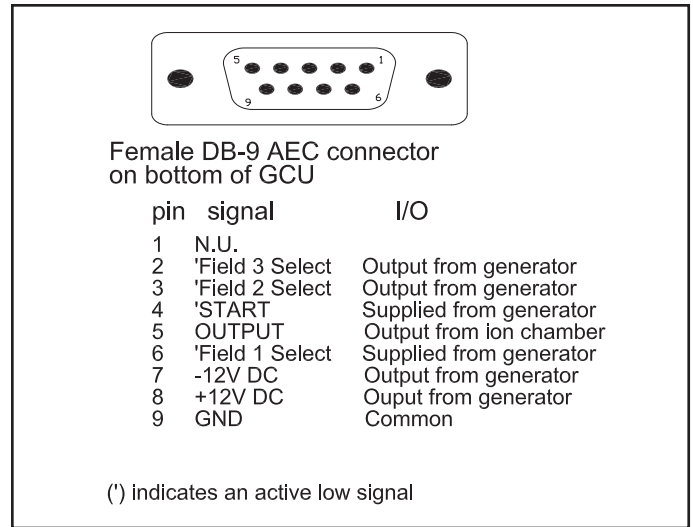 5 1
9 6
Female DB-9 AEC connector
on bottom of GCU
pin signal I/O
1 N.U.
2 'Field 3 Select Output from generator
3 'Field 2 Select Output from generator
4 'START Supplied from generator
5 OUTPUT Output from ion chamber
6 'Field 1 Select Supplied from generator
7 -12V DC Output from generator
8 +12V DC Ouput from generator
9 GND Common
(') indicates an active low signal